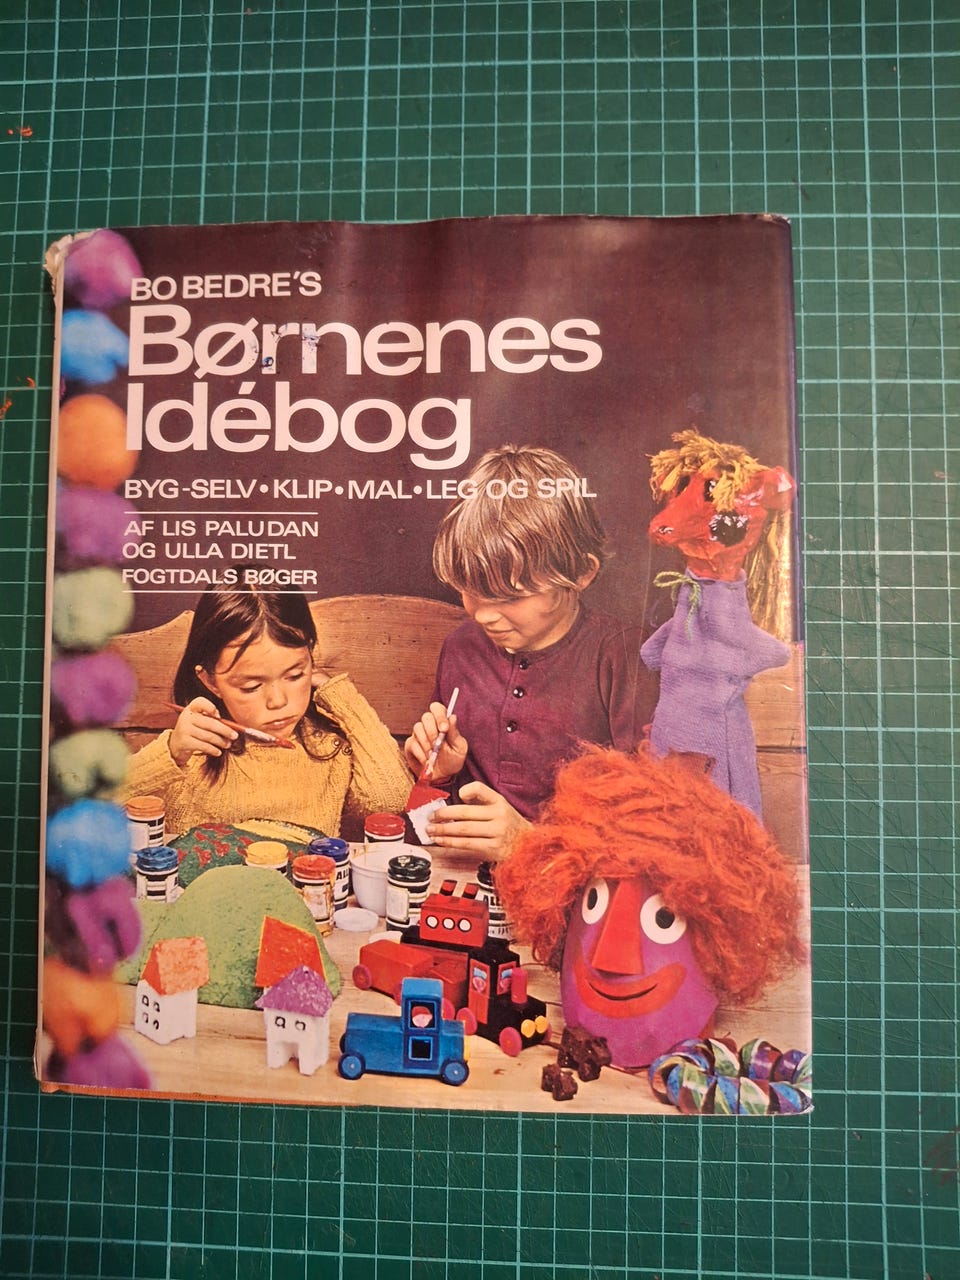 BO BEDRE'S
Børnenes
Idébog
BYG-SELV•KLIP•MAL•LEG OG SPIL
AF LIS PALUDAN
OG ULLA DIETL
FOGTDALS BØGER